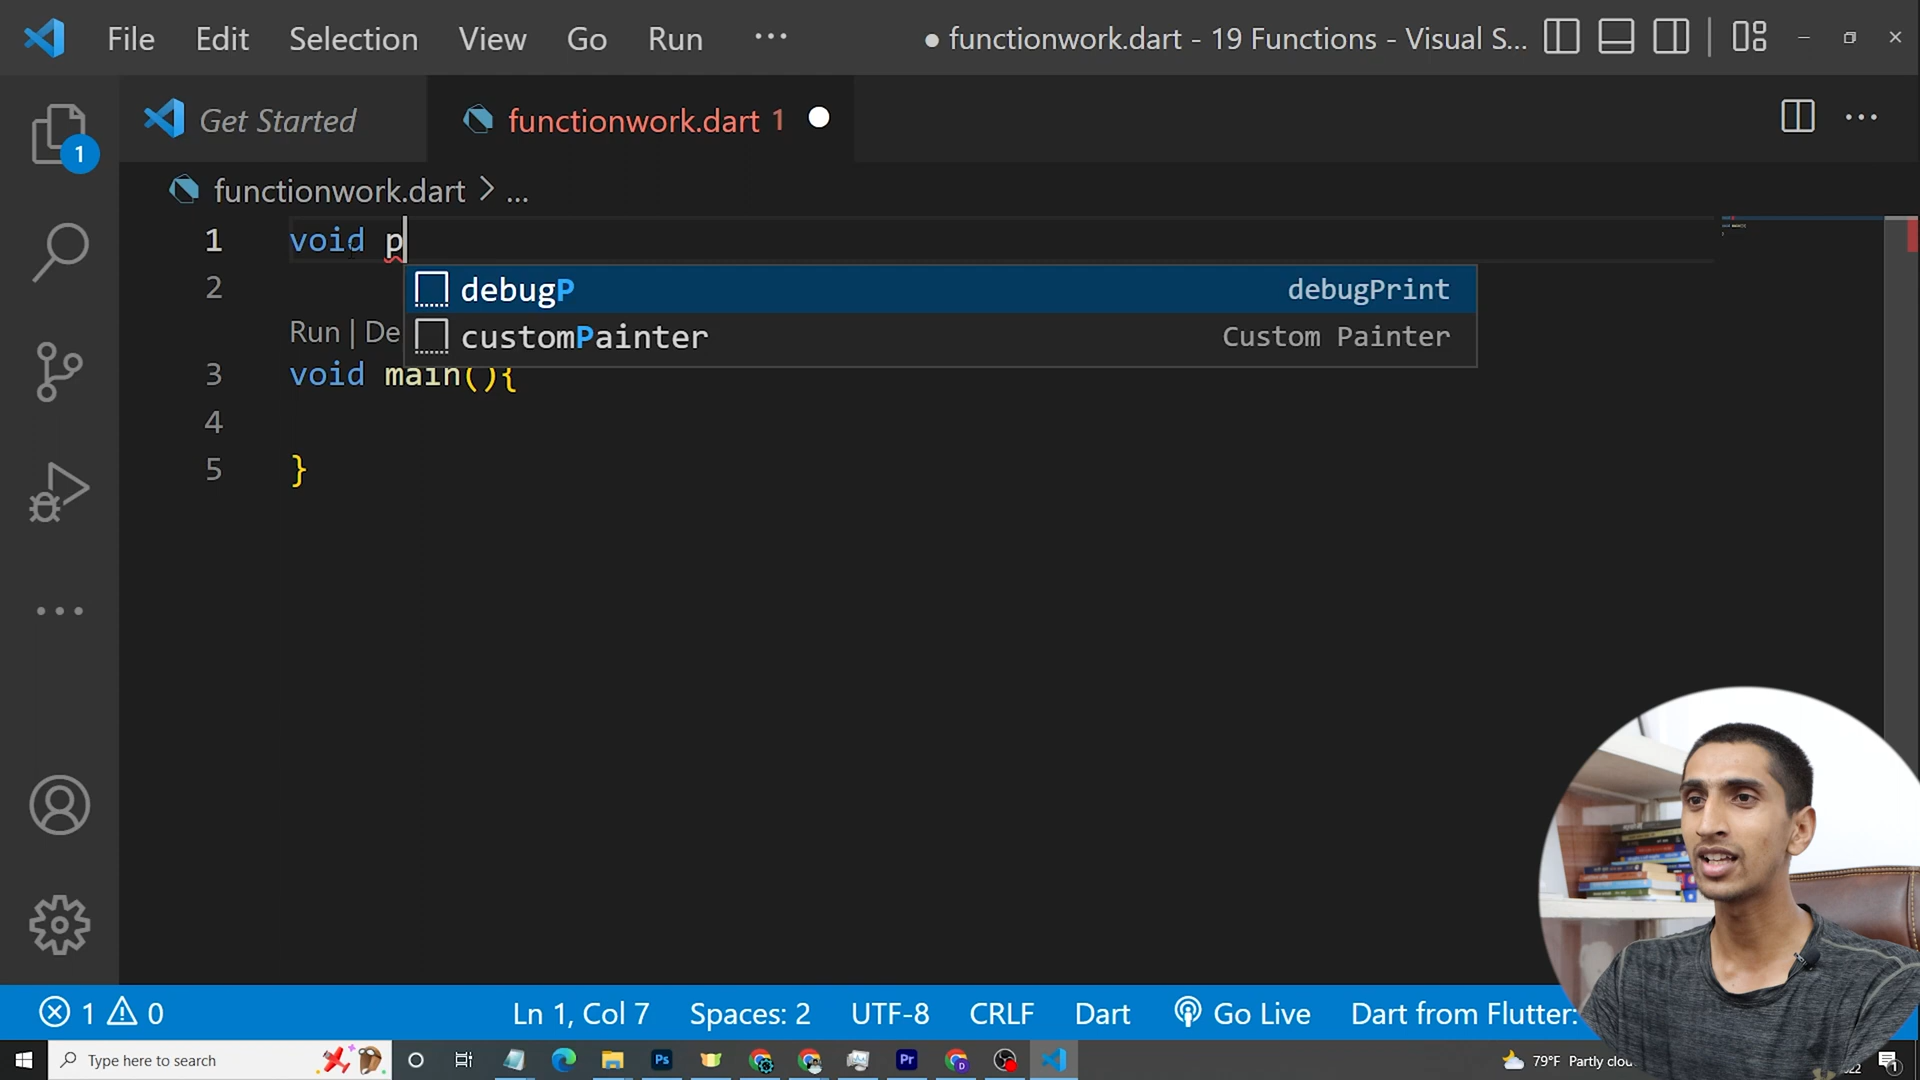 File Edit Selection View Go Run ... ● functionwork.dart - 19 Functions - Visual S...
Get Started functionwork.dart 1
functionwork.dart > ...
1 void p
debugP debugPrint
2
customPainter Custom Painter
Run | De
3 void main(){
4
5 }
1
1 0 Ln 1, Col 7 Spaces: 2 UTF-8 CRLF Dart Go Live Dart from Flutter:
Type here to search Ps Pr 79°F Partly 1